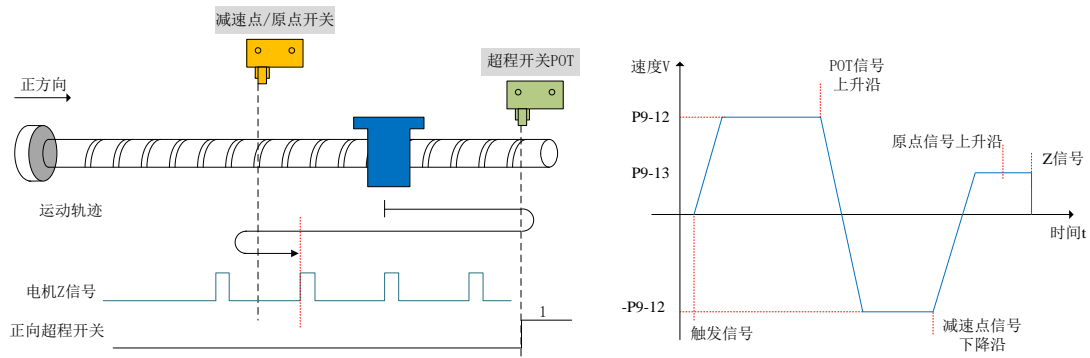 减速点/原点开关
超程开关POT
正方向
运动轨迹
电机Z信号
正向超程开关
1
速度V
POT信号
上升沿
P9-12
原点信号上升沿
Z信号
P9-13
时间t
-P9-12
触发信号
减速点信号
下降沿